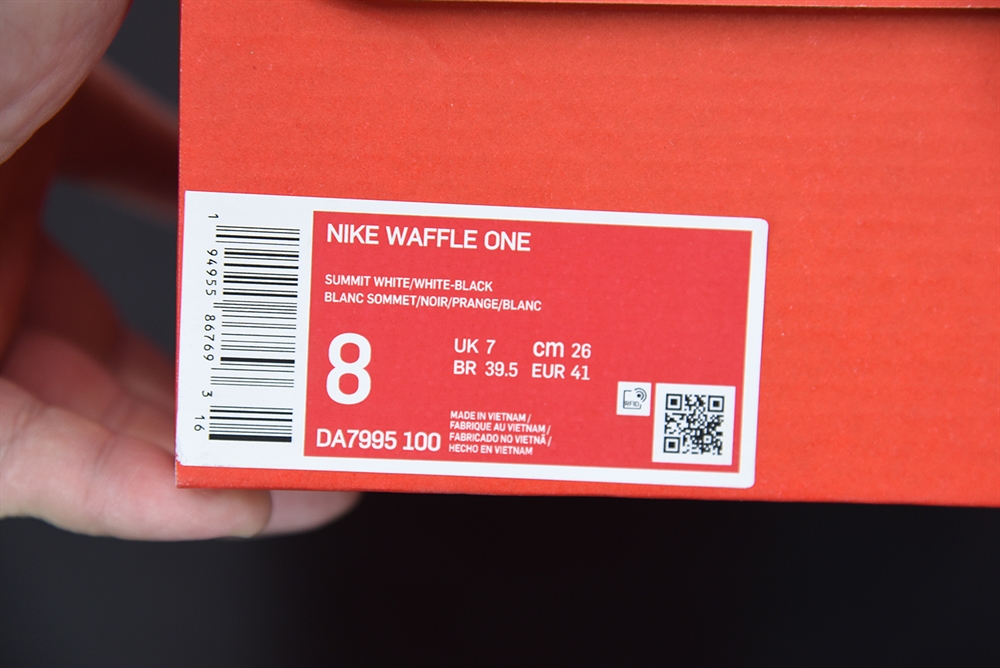 NIKE WAFFLE ONE
SUMMIT WHITE/WHITE-BLACK
BLANC SOMMET/NOIR/PRANGE/BLANC
8
UK 7 cm 26
BR 39.5 EUR 41
DA7995 100
MADE IN VIETNAM /
FABRIQUE AU VIETNAM /
FABRICADO NO VIETNÃ /
HECHO EN VIETNAM
RFID
1 94955 86769 3 16